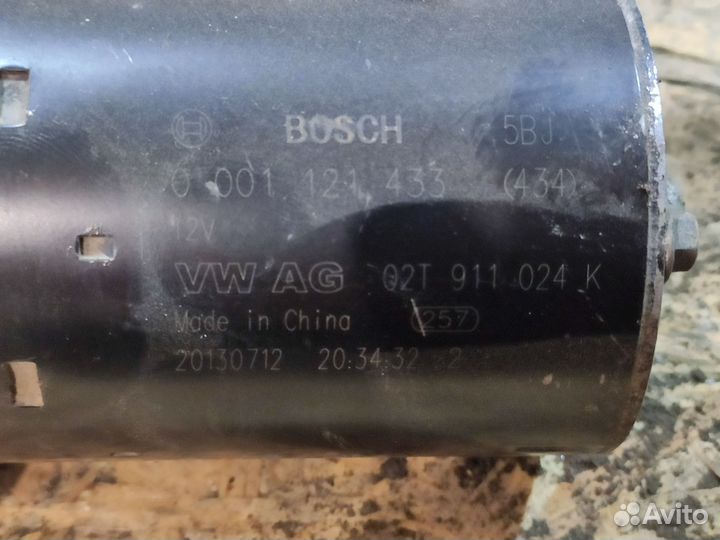 BOSCH 5BJ
0 001 121 433 (434)
12V
VW AG 02T 911 024 K
Made in China 257
20130712 20:34:32 2
Avito